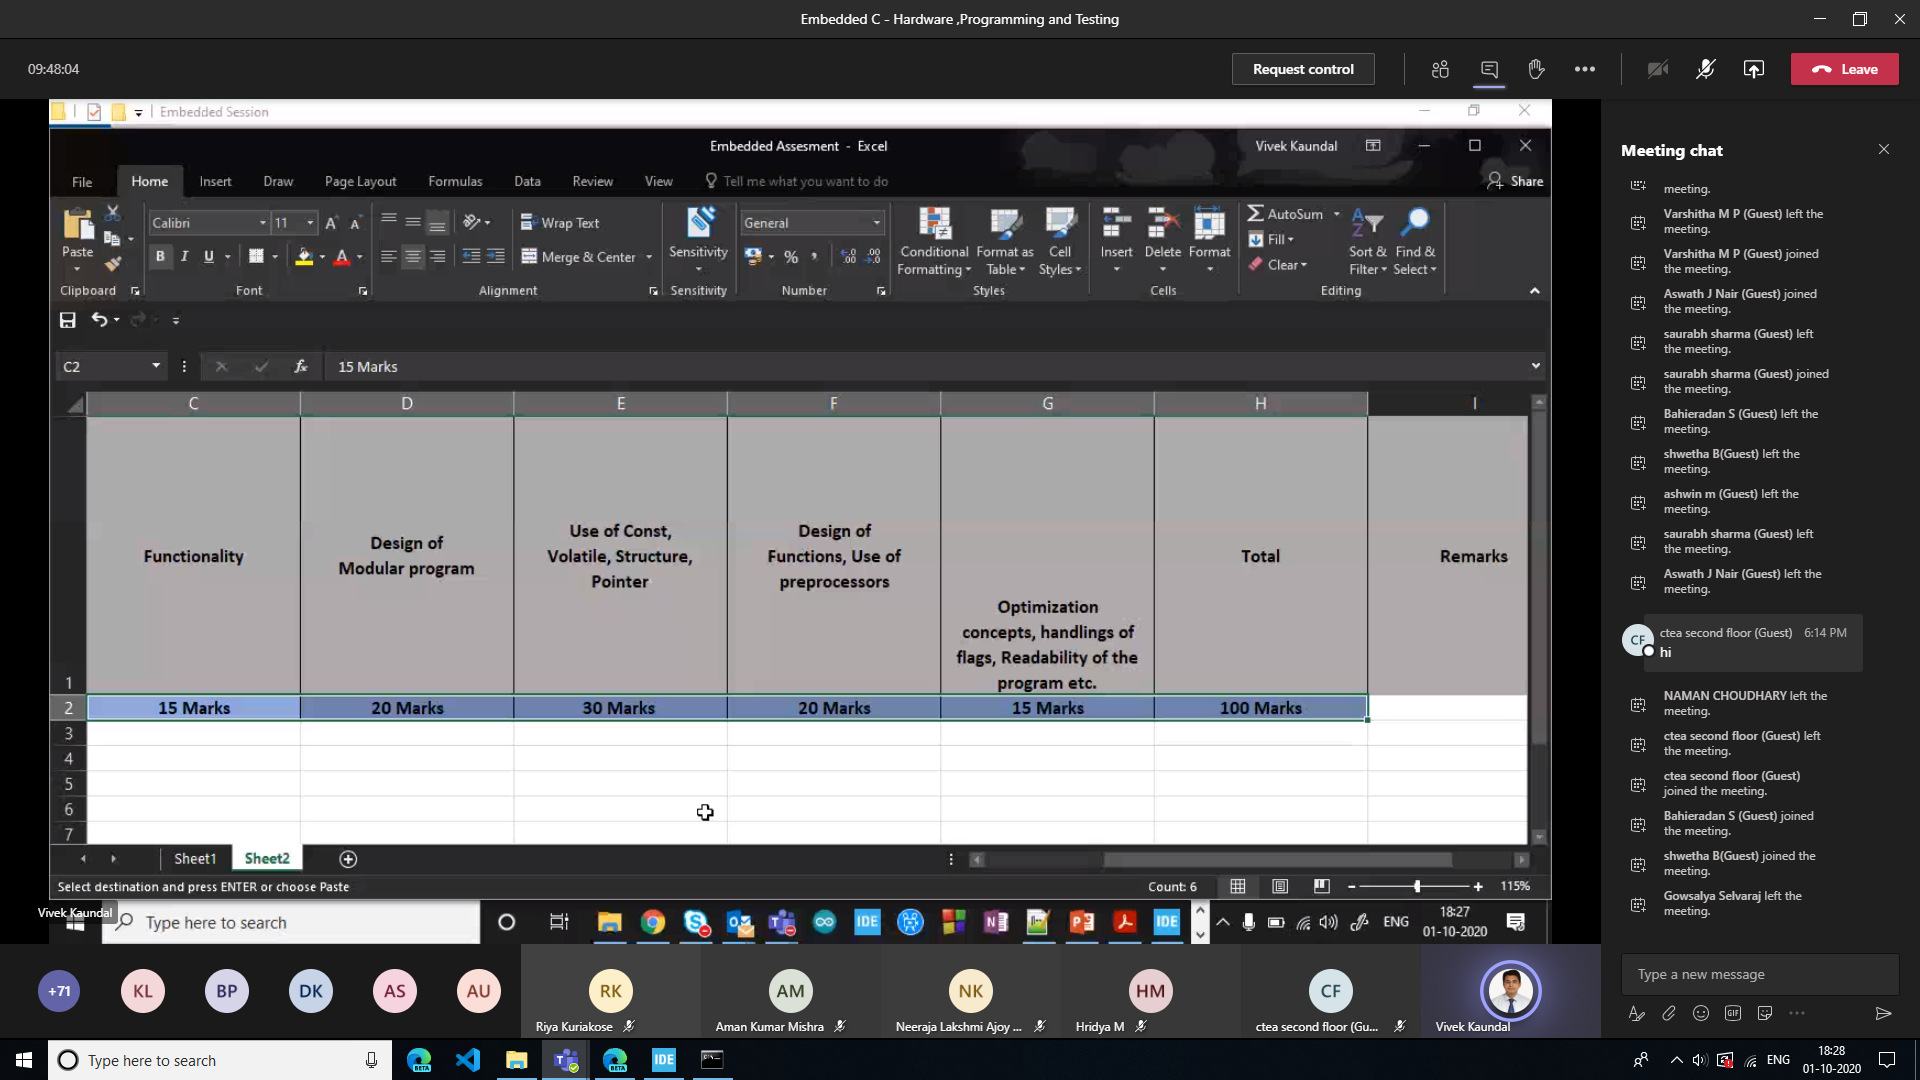 Embedded C - Hardware ,Programming and Testing
09:48:04
Request control
Leave
Embedded Session
Embedded Assesment - Excel
Vivek Kaundal
File
Home
Insert
Draw
Page Layout
Formulas
Data
Review
View
Tell me what you want to do
Share
Paste
Calibri
11
B I U
Wrap Text
Merge & Center
Sensitivity
General
Conditional
Formatting
Format as
Table
Cell
Styles
Insert
Delete
Format
AutoSum
Fill
Clear
Sort &
Filter
Find &
Select
Clipboard
Font
Alignment
Sensitivity
Number
Styles
Cells
Editing
C2
fx
15 Marks
C D E F G H I
1
Functionality
Design of
Modular program
Use of Const,
Volatile, Structure,
Pointer
Design of
Functions, Use of
preprocessors
Optimization
concepts, handlings of
flags, Readability of the
program etc.
Total
Remarks
2 15 Marks 20 Marks 30 Marks 20 Marks 15 Marks 100 Marks
3
4
5
6
7
Sheet1
Sheet2
Select destination and press ENTER or choose Paste
Count: 6
115%
Vivek Kaundal
Type here to search
IDE
IDE
ENG
18:27
01-10-2020
Meeting chat
meeting.
Varshitha M P (Guest) left the
meeting.
Varshitha M P (Guest) joined
the meeting.
Aswath J Nair (Guest) joined
the meeting.
saurabh sharma (Guest) left
the meeting.
saurabh sharma (Guest) joined
the meeting.
Bahieradan S (Guest) left the
meeting.
shwetha B(Guest) left the
meeting.
ashwin m (Guest) left the
meeting.
saurabh sharma (Guest) left
the meeting.
Aswath J Nair (Guest) left the
meeting.
CF
ctea second floor (Guest) 6:14 PM
hi
NAMAN CHOUDHARY left the
meeting.
ctea second floor (Guest) left
the meeting.
ctea second floor (Guest)
joined the meeting.
Bahieradan S (Guest) joined
the meeting.
shwetha B(Guest) joined the
meeting.
Gowsalya Selvaraj left the
meeting.
Type a new message
GIF
+71
KL
BP
DK
AS
AU
RK
Riya Kuriakose
AM
Aman Kumar Mishra
NK
Neeraja Lakshmi Ajoy ...
HM
Hridya M
CF
ctea second floor (Gu...
Vivek Kaundal
Type here to search
BETA
BETA
IDE
ENG
18:28
01-10-2020